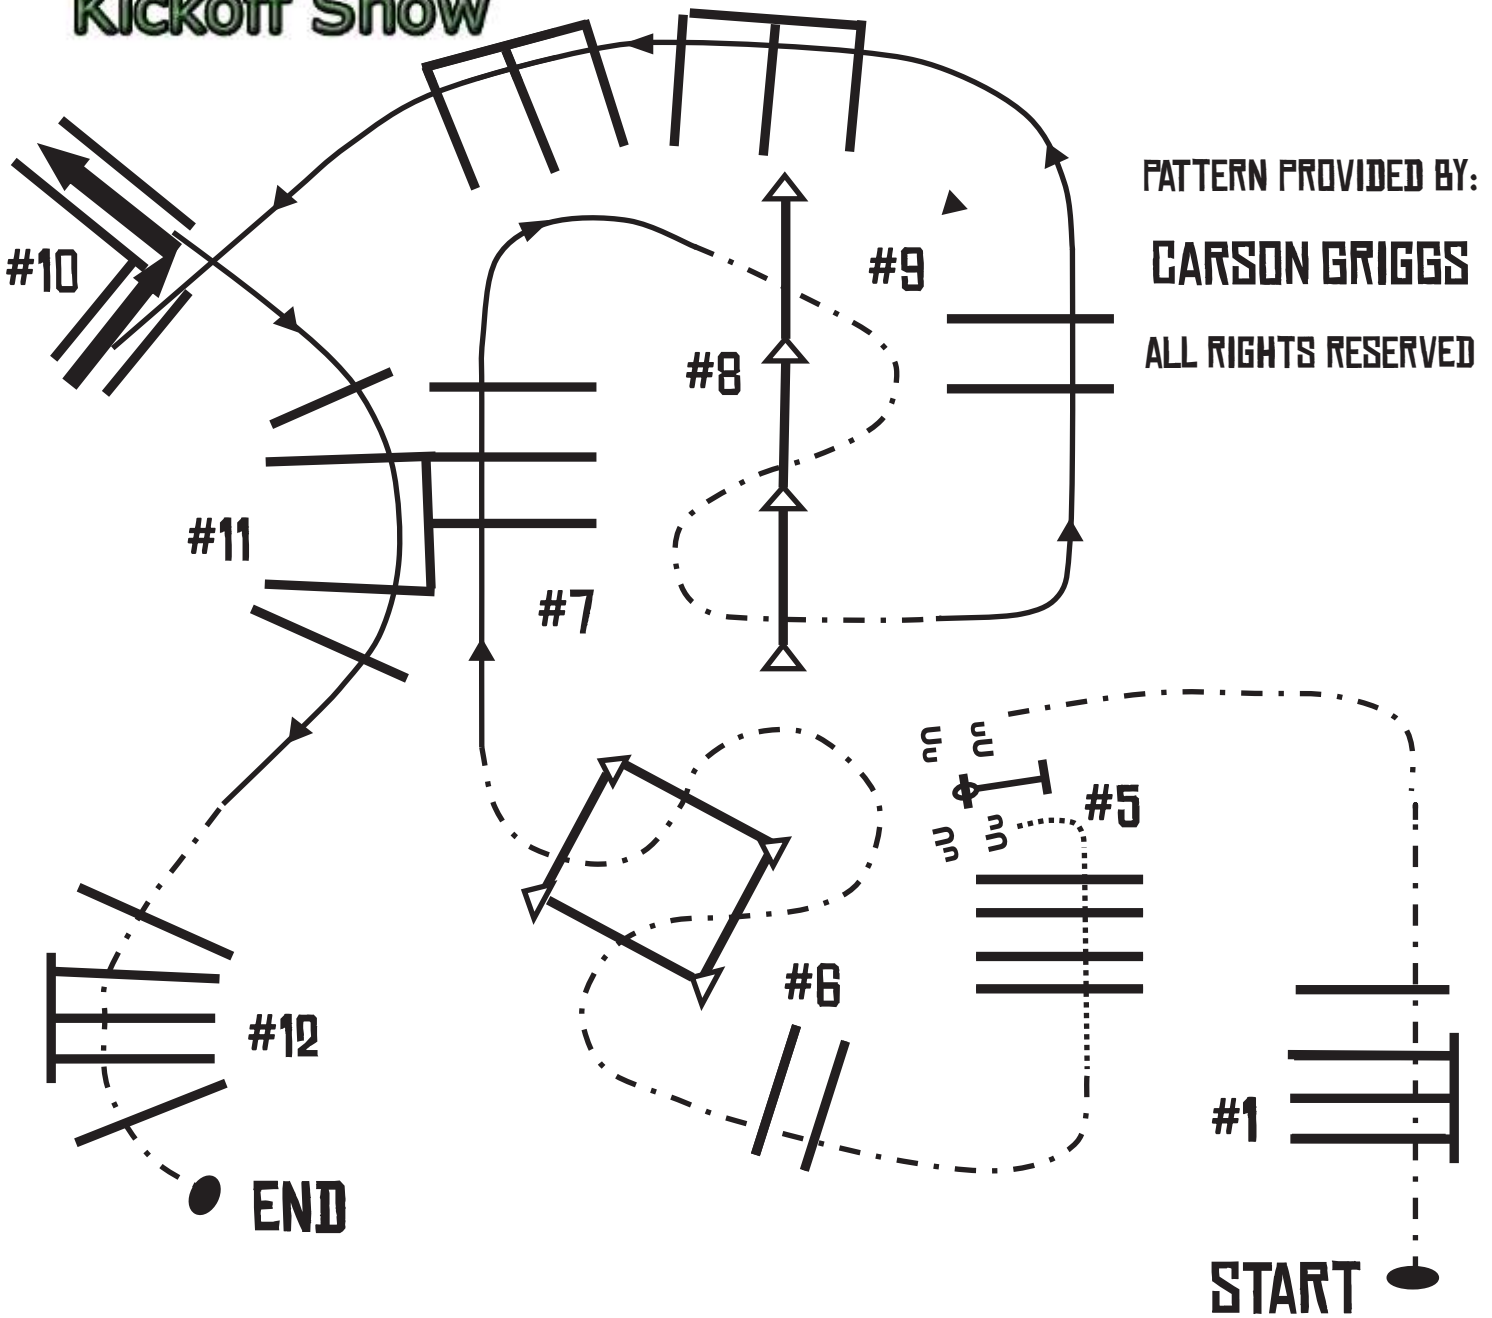 Kickoff Show
PATTERN PROVIDED BY:
CARSON GRIGGS
ALL RIGHTS RESERVED
#10
#9
#8
#11
#7
#5
#6
#12
#1
END
START